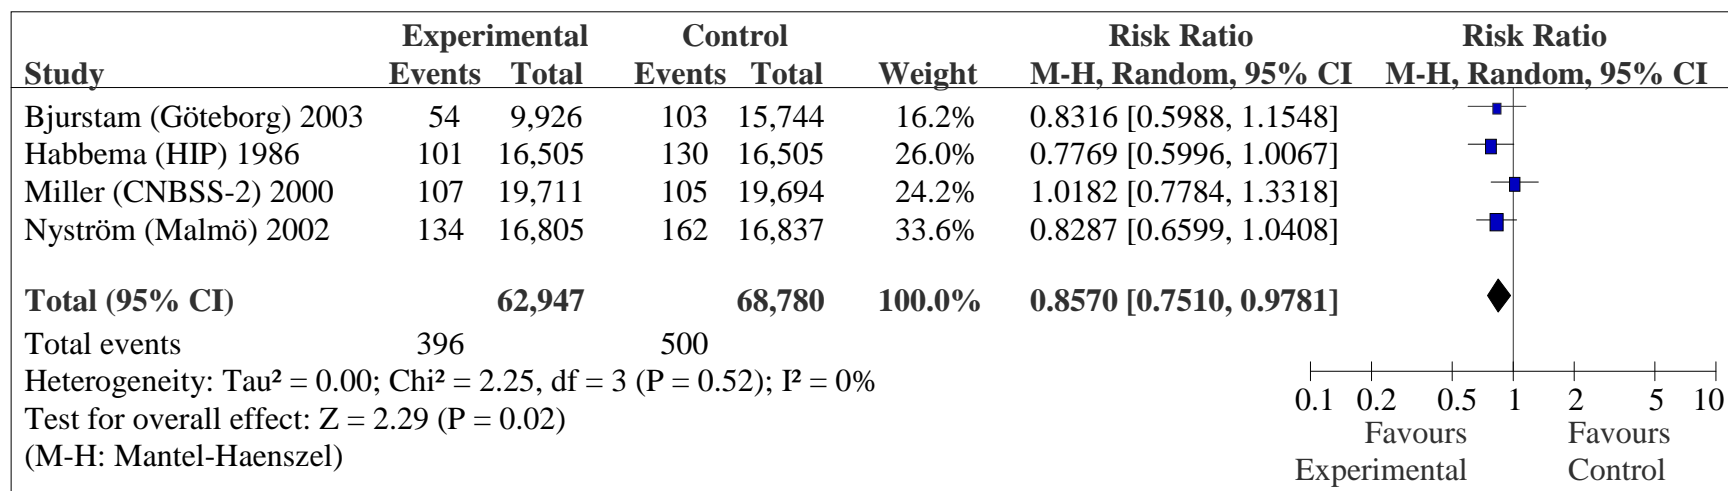 Experimental Control Risk Ratio Risk Ratio
Study Events Total Events Total Weight M-H, Random, 95% CI M-H, Random, 95% CI
Bjurstam (Göteborg) 2003 54 9,926 103 15,744 16.2% 0.8316 [0.5988, 1.1548]
Habbema (HIP) 1986 101 16,505 130 16,505 26.0% 0.7769 [0.5996, 1.0067]
Miller (CNBSS-2) 2000 107 19,711 105 19,694 24.2% 1.0182 [0.7784, 1.3318]
Nyström (Malmö) 2002 134 16,805 162 16,837 33.6% 0.8287 [0.6599, 1.0408]
Total (95% CI) 62,947 68,780 100.0% 0.8570 [0.7510, 0.9781]
Total events 396 500
Heterogeneity: Tau² = 0.00; Chi² = 2.25, df = 3 (P = 0.52); I² = 0%
Test for overall effect: Z = 2.29 (P = 0.02)
(M-H: Mantel-Haenszel)
0.1 0.2 0.5 1 2 5 10
Favours Favours
Experimental Control